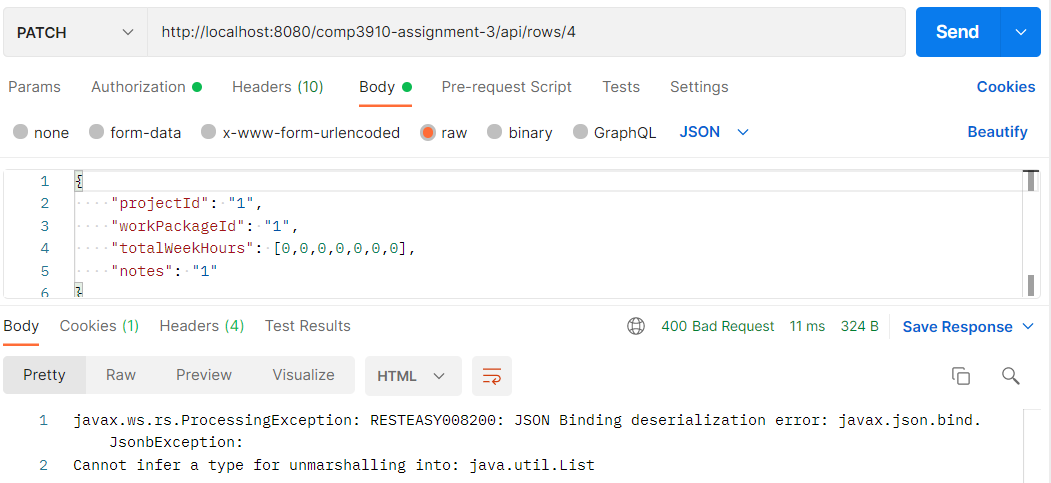 PATCH http://localhost:8080/comp3910-assignment-3/api/rows/4 Send
Params Authorization Headers (10) Body Pre-request Script Tests Settings Cookies
none form-data x-www-form-urlencoded raw binary GraphQL JSON Beautify
1 {
2 ····"projectId":·"1",
3 ····"workPackageId":·"1",
4 ····"totalWeekHours":·[0,0,0,0,0,0,0],
5 ····"notes":·"1"
6 }
Body Cookies (1) Headers (4) Test Results 400 Bad Request 11 ms 324 B Save Response
Pretty Raw Preview Visualize HTML
1 javax.ws.rs.ProcessingException: RESTEASY008200: JSON Binding deserialization error: javax.json.bind.
JsonbException:
2 Cannot infer a type for unmarshalling into: java.util.List